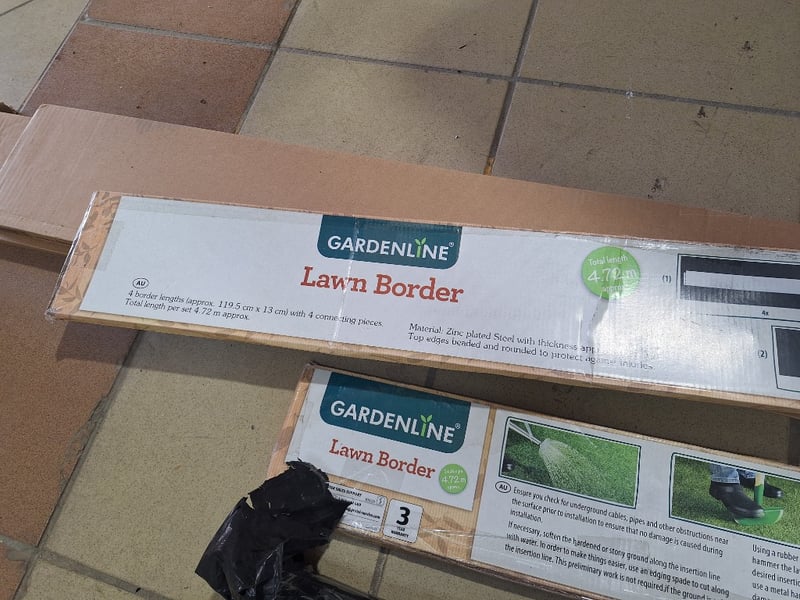 GARDENLINE®
Lawn Border
Total length
4.72 m
approx.
AU
4 border lengths (approx. 119.5 cm x 13 cm) with 4 connecting pieces.
Total length per set 4.72 m approx.
Material: Zinc plated Steel with thickness
Top edges beaded and rounded to protect against injuries.
(1)
4x
(2)
GARDENLINE®
Lawn Border
4.72 m
3
YEAR
WARRANTY
AU
Ensure you check for underground cables, pipes and other obstructions near
the surface prior to installation to ensure that no damage is caused during
installation.
If necessary, soften the hardened or stony ground along the insertion line
with water. In order to make things easier, use an edging spade to cut along
the insertion line. This preliminary work is not required if the ground
Using a rubber
hammer the
desired
use a metal